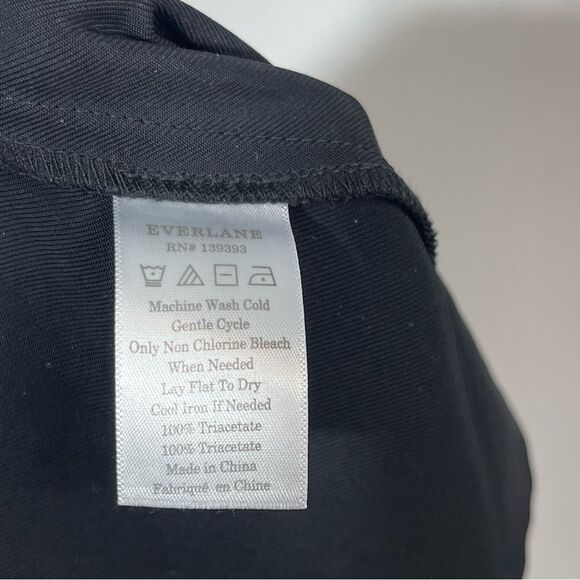 EVERLANE
RN# 139393
Machine Wash Cold
Gentle Cycle
Only Non Chlorine Bleach
When Needed
Lay Flat To Dry
Cool iron If Needed
100% Triacetate
100% Triacetate
Made in China
Fabriqué en Chine